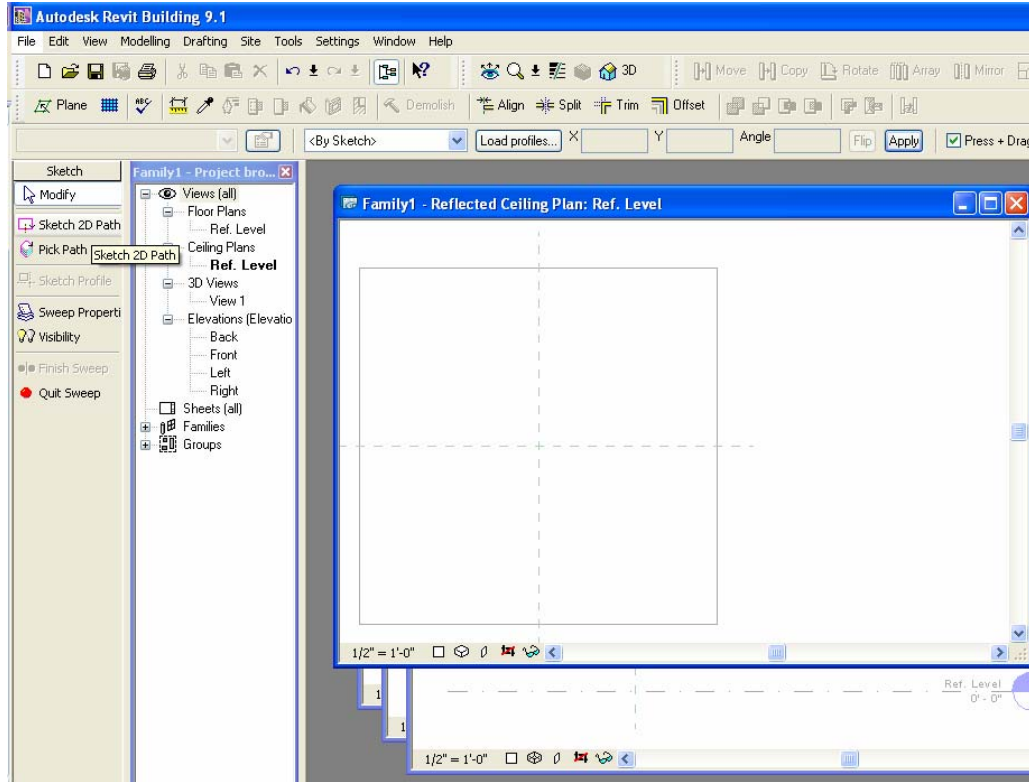 Autodesk Revit Building 9.1
File Edit View Modelling Drafting Site Tools Settings Window Help
3D Move Copy Rotate Array Mirror
Plane Demolish Align Split Trim Offset
<By Sketch> Load profiles... X Y Angle Flip Apply Press + Drag
Sketch
Modify
Sketch 2D Path
Pick Path
Sketch 2D Path
Sketch Profile
Sweep Properti
Visibility
Finish Sweep
Quit Sweep
Family1 - Project bro...
Views (all)
Floor Plans
Ref. Level
Ceiling Plans
Ref. Level
3D Views
View 1
Elevations (Elevatio
Back
Front
Left
Right
Sheets (all)
Families
Groups
Family1 - Reflected Ceiling Plan: Ref. Level
1/2" = 1'-0"
1
1
Ref. Level
0' - 0"
1/2" = 1'-0"